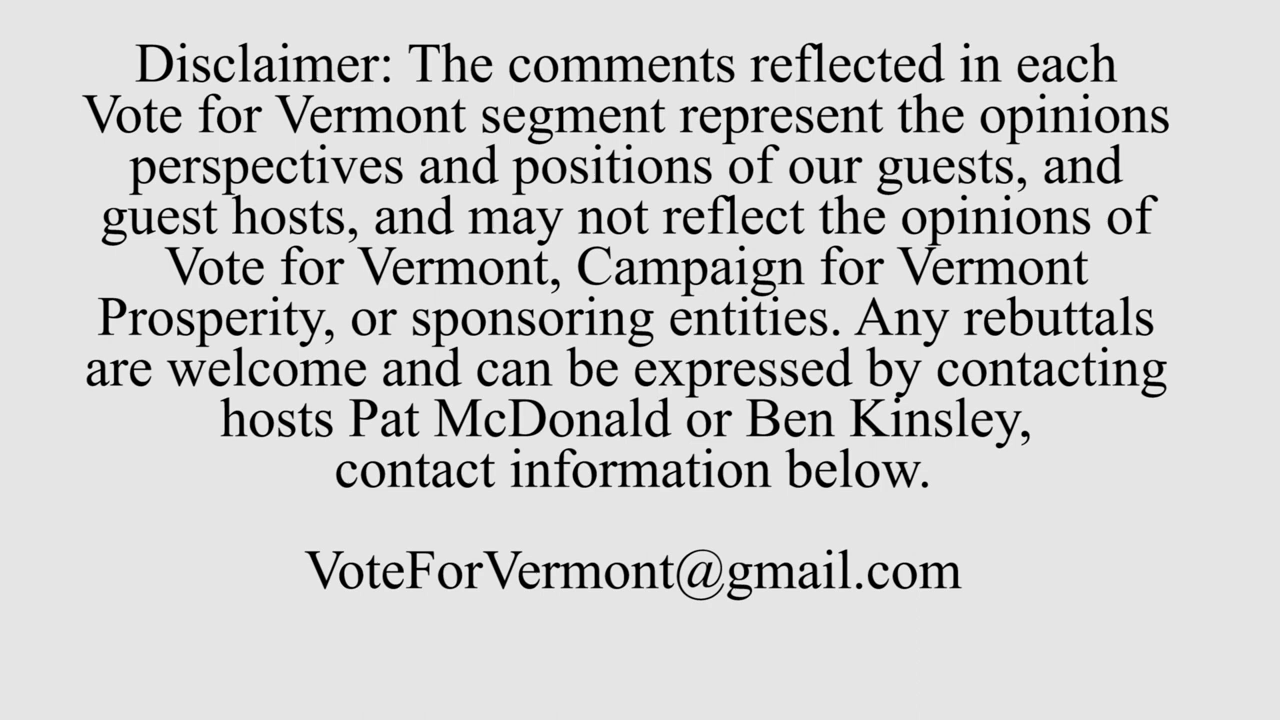 Disclaimer: The comments reflected in each
Vote for Vermont segment represent the opinions
perspectives and positions of our guests, and
guest hosts, and may not reflect the opinions of
Vote for Vermont, Campaign for Vermont
Prosperity, or sponsoring entities. Any rebuttals
are welcome and can be expressed by contacting
hosts Pat McDonald or Ben Kinsley,
contact information below.
VoteForVermont@gmail.com